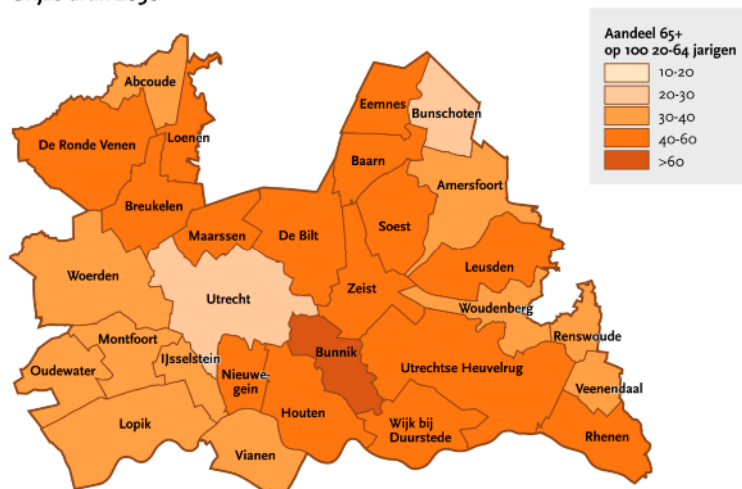 Aandeel 65+
op 100 20-64 jarigen
10-20
20-30
30-40
40-60
>60
Abcoude
Eemnes
Bunschoten
De Ronde Venen
Loenen
Baarn
Amersfoort
Breukelen
Maarssen
De Bilt
Soest
Leusden
Woerden
Utrecht
Zeist
Woudenberg
Montfoort
Renswoude
IJsselstein
Bunnik
Oudewater
Nieuwe-
gein
Utrechtse Heuvelrug
Veenendaal
Lopik
Houten
Wijk bij
Duurstede
Rhenen
Vianen